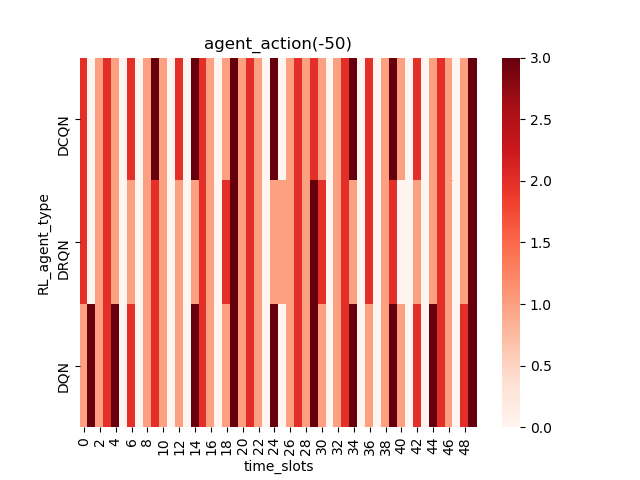 agent_action(-50)
RL_agent_type
DCQN
DRQN
DQN
0 2 4 6 8 10 12 14 16 18 20 22 24 26 28 30 32 34 36 38 40 42 44 46 48
time_slots
3.0
2.5
2.0
1.5
1.0
0.5
0.0